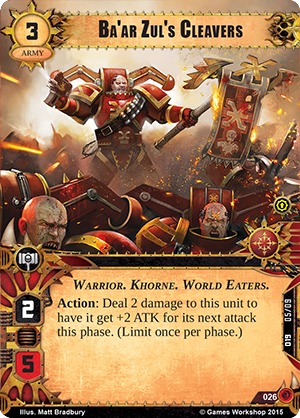 3
Ba'ar Zul's Cleavers
ARMY
Warrior. Khorne. World Eaters.
Action: Deal 2 damage to this unit to
have it get +2 ATK for its next attack
this phase. (Limit once per phase.)
2
5
019 05/09
026
Illus. Matt Bradbury
© Games Workshop 2015